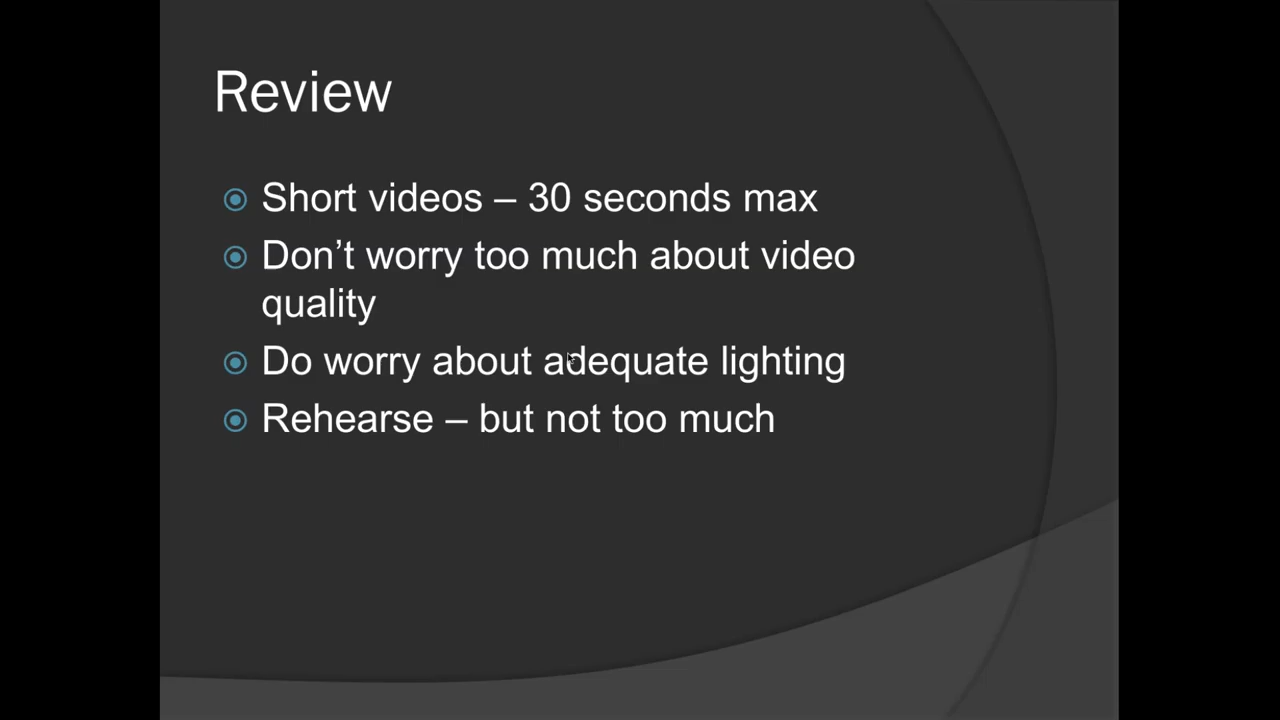 Review
Short videos – 30 seconds max
Don’t worry too much about video
quality
Do worry about adequate lighting
Rehearse – but not too much